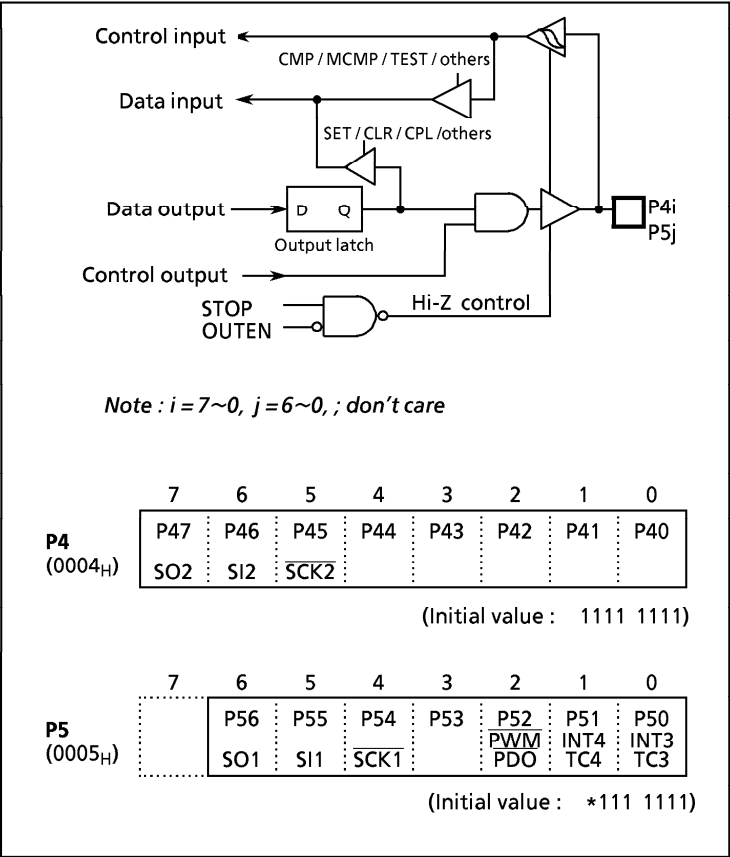 Control input
CMP / MCMP / TEST / others
Data input
SET / CLR / CPL /others
Data output
D Q
P4i
P5j
Output latch
Control output
STOP
OUTEN
Hi-Z control
Note : i = 7~0, j = 6~0, ; don't care
7 6 5 4 3 2 1 0
P4
(0004H)
P47 P46 P45 P44 P43 P42 P41 P40
SO2 SI2 S̅C̅K̅2̅
(Initial value : 1111 1111)
7 6 5 4 3 2 1 0
P5
(0005H)
P56 P55 P54 P53 P52 P51 P50
P̅W̅M̅ INT4 INT3
SO1 SI1 S̅C̅K̅1̅ P̅D̅O̅ TC4 TC3
(Initial value : *111 1111)